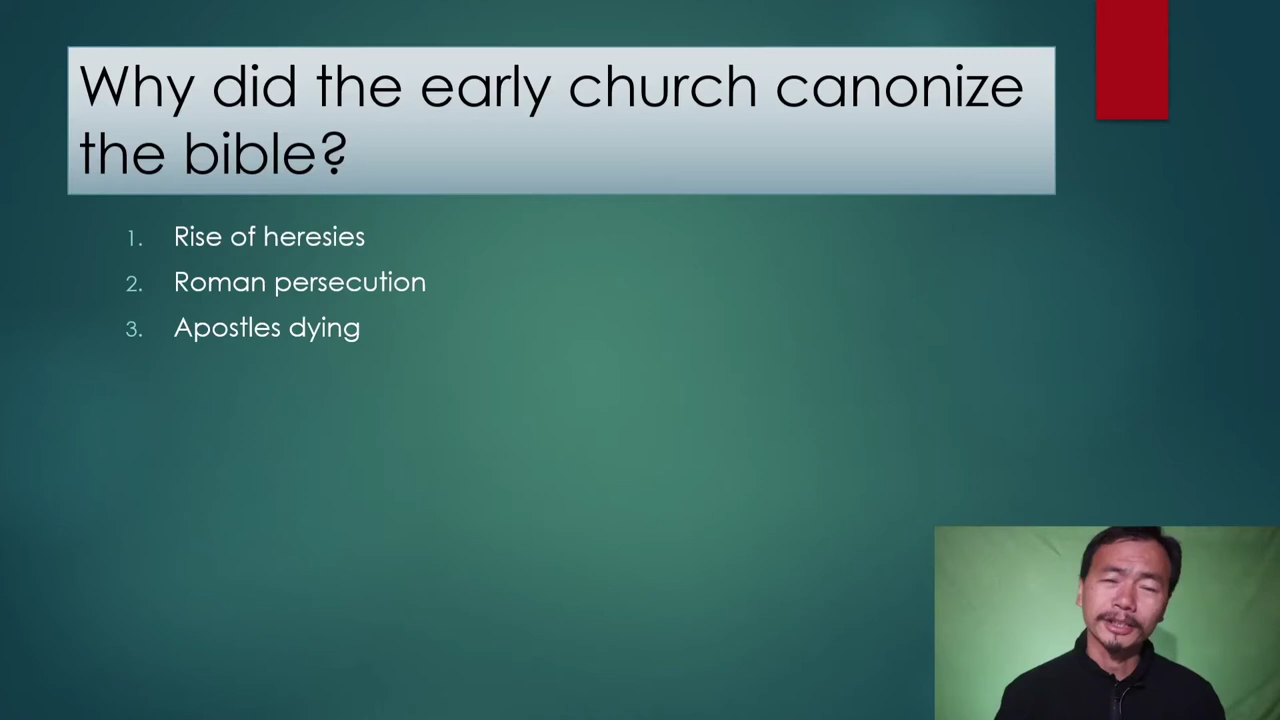 Why did the early church canonize
the bible?
1. Rise of heresies
2. Roman persecution
3. Apostles dying